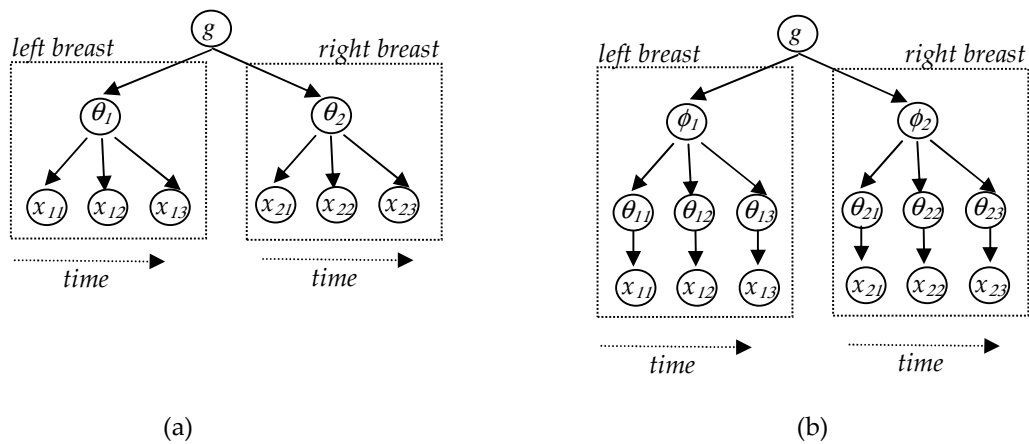 g
left breast
right breast
θ1
θ2
x11 x12 x13
x21 x22 x23
time
time
(a)
g
left breast
right breast
ϕ1
ϕ2
θ11 θ12 θ13
θ21 θ22 θ23
x11 x12 x13
x21 x22 x23
time
time
(b)